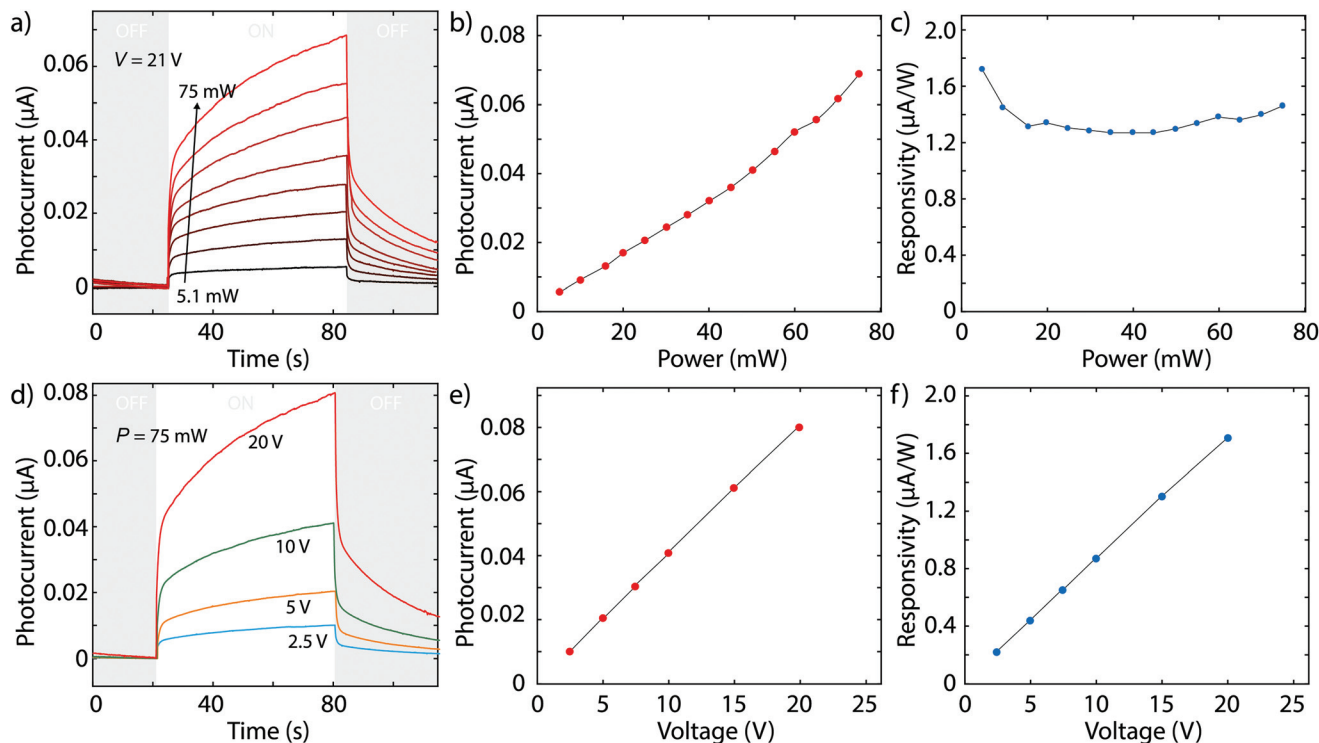 a)
OFF ON OFF
V = 21 V
75 mW
5.1 mW
Photocurrent (µA)
0.06
0.04
0.02
0
0 40 80
Time (s)
b)
Photocurrent (µA)
0.08
0.06
0.04
0.02
0
0 20 40 60 80
Power (mW)
c)
Responsivity (µA/W)
2.0
1.6
1.2
0.8
0.4
0
0 20 40 60 80
Power (mW)
d)
OFF ON OFF
P = 75 mW
20 V
10 V
5 V
2.5 V
Photocurrent (µA)
0.08
0.06
0.04
0.02
0
0 40 80
Time (s)
e)
Photocurrent (µA)
0.08
0.06
0.04
0.02
0
0 5 10 15 20 25
Voltage (V)
f)
Responsivity (µA/W)
2.0
1.6
1.2
0.8
0.4
0
0 5 10 15 20 25
Voltage (V)